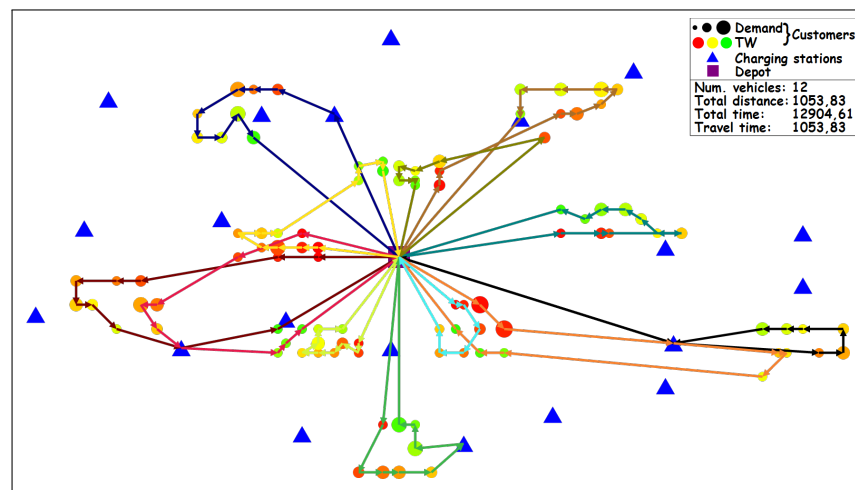 Demand
TW
} Customers
Charging stations
Depot
Num. vehicles: 12
Total distance: 1053,83
Total time: 12904,61
Travel time: 1053,83